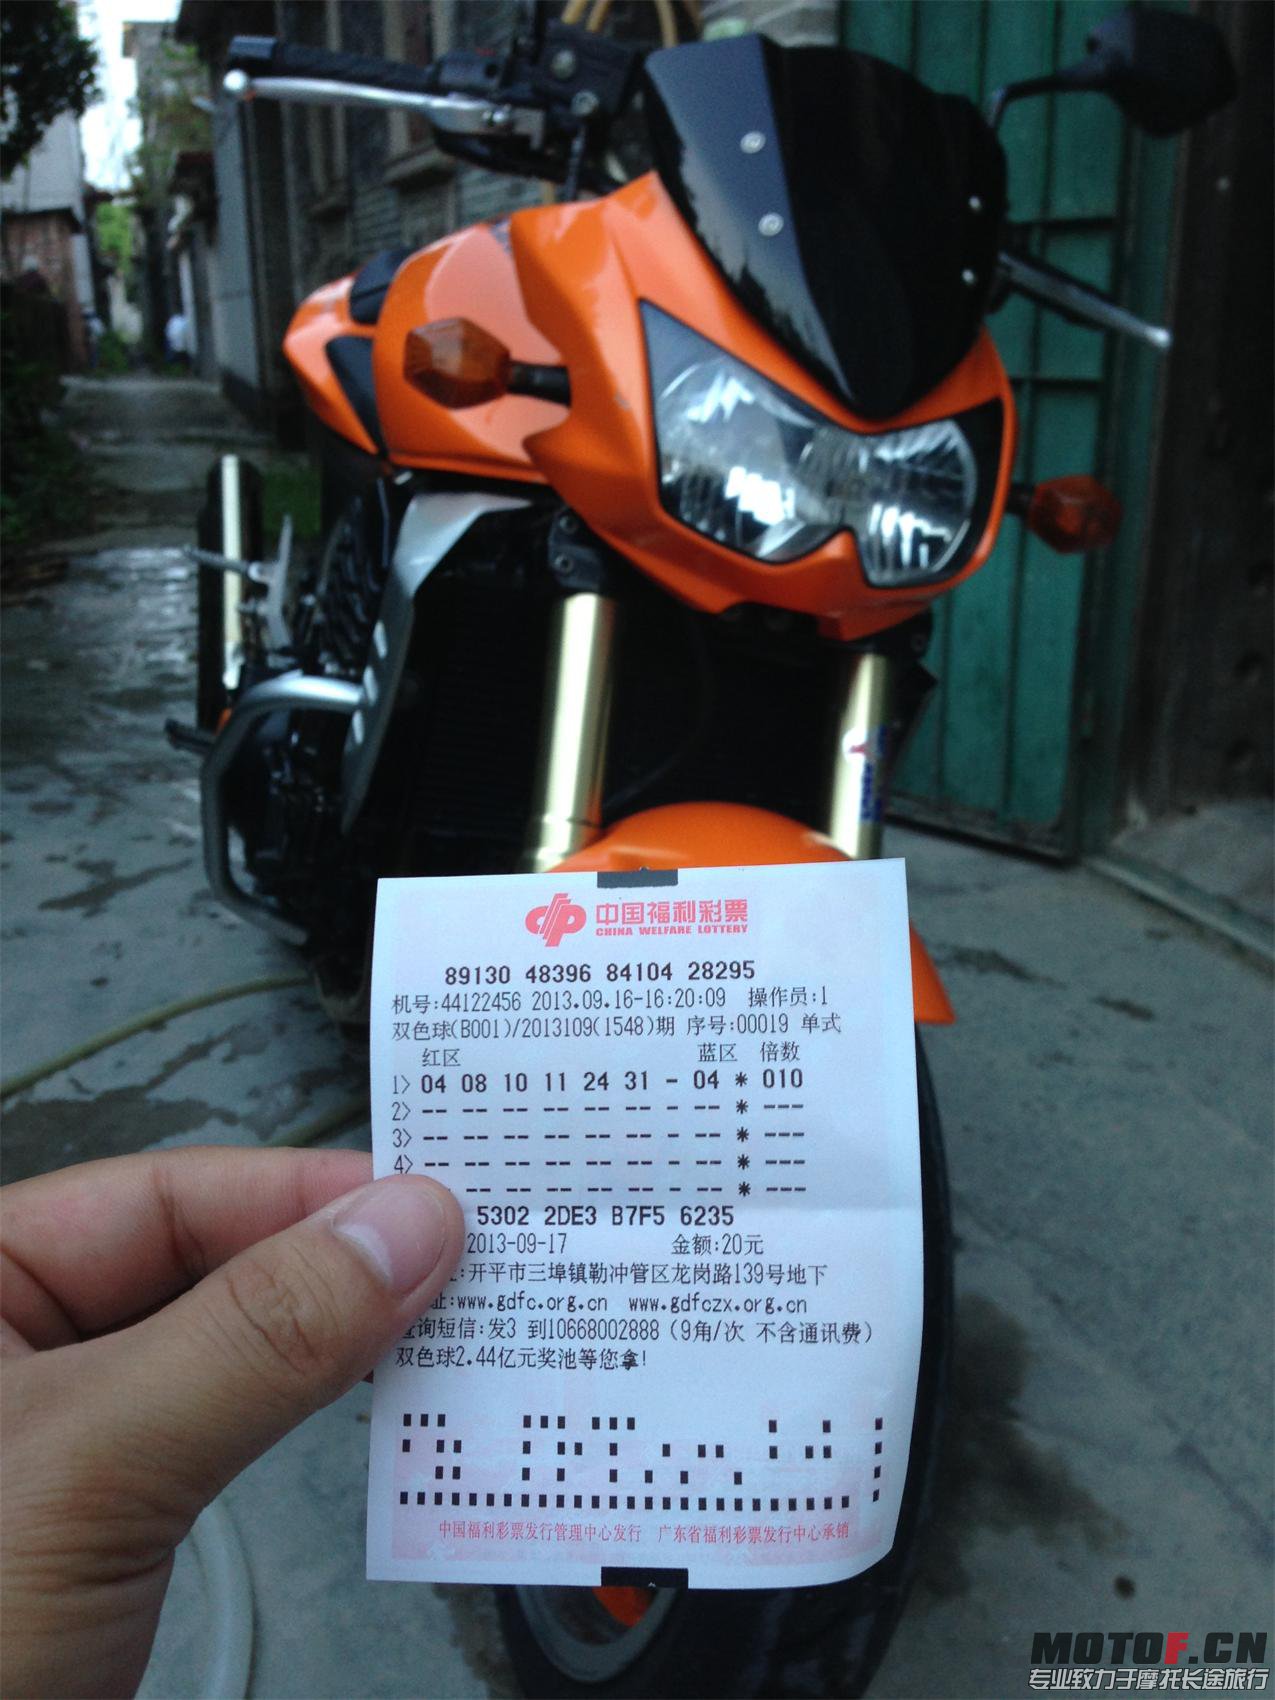 中国福利彩票
CHINA WELFARE LOTTERY
89130 48396 84104 28295
机号:44122456 2013.09.16-16:20:09 操作员:1
双色球(B001)/2013109(1548)期 序号:00019 单式
红区 蓝区 倍数
1> 04 08 10 11 24 31 - 04 * 010
2> -- -- -- -- -- -- - -- * ---
3> -- -- -- -- -- -- - -- * ---
4> -- -- -- -- -- -- - -- * ---
-- -- -- -- -- -- - -- * ---
5302 2DE3 B7F5 6235
2013-09-17 金额:20元
:开平市三埠镇勒冲管区龙岗路139号地下
址:www.gdfc.org.cn www.gdfczx.org.cn
查询短信:发3 到10668002888(9角/次 不含通讯费)
双色球2.44亿元奖池等您拿!
中国福利彩票发行管理中心发行 广东省福利彩票发行中心承销
MOTOF.CN
专业致力于摩托长途旅行